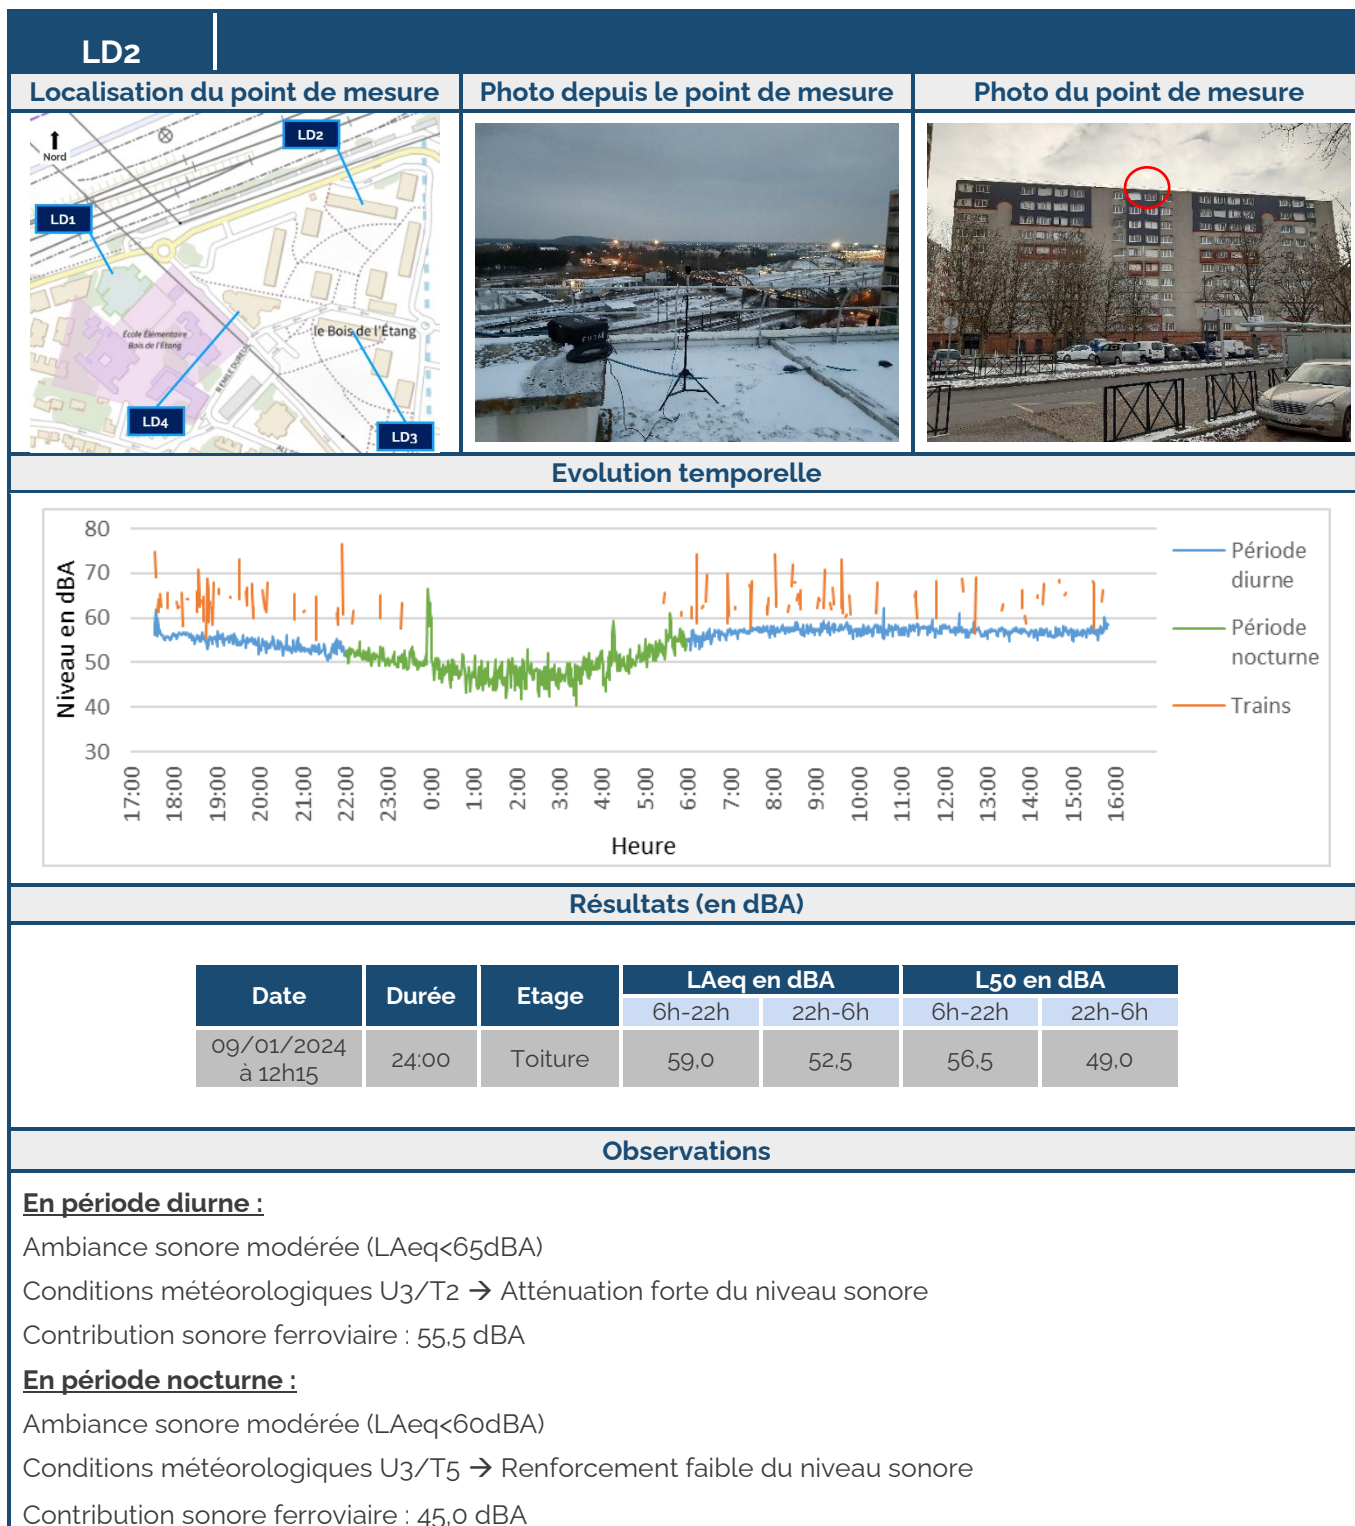 LD2
Localisation du point de mesure
Photo depuis le point de mesure
Photo du point de mesure
Nord
LD2
LD1
École Élémentaire
Bois de l'Étang
le Bois de l'Étang
LD4
LD3
Evolution temporelle
Niveau en dBA
80
70
60
50
40
30
17:00
18:00
19:00
20:00
21:00
22:00
23:00
0:00
1:00
2:00
3:00
4:00
5:00
6:00
7:00
8:00
9:00
10:00
11:00
12:00
13:00
14:00
15:00
16:00
Heure
Période
diurne
Période
nocturne
Trains
Résultats (en dBA)
Date Durée Etage LAeq en dBA L50 en dBA
6h-22h 22h-6h 6h-22h 22h-6h
09/01/2024
à 12h15
24:00 Toiture 59,0 52,5 56,5 49,0
Observations
En période diurne :
Ambiance sonore modérée (LAeq<65dBA)
Conditions météorologiques U3/T2 → Atténuation forte du niveau sonore
Contribution sonore ferroviaire : 55,5 dBA
En période nocturne :
Ambiance sonore modérée (LAeq<60dBA)
Conditions météorologiques U3/T5 → Renforcement faible du niveau sonore
Contribution sonore ferroviaire : 45,0 dBA